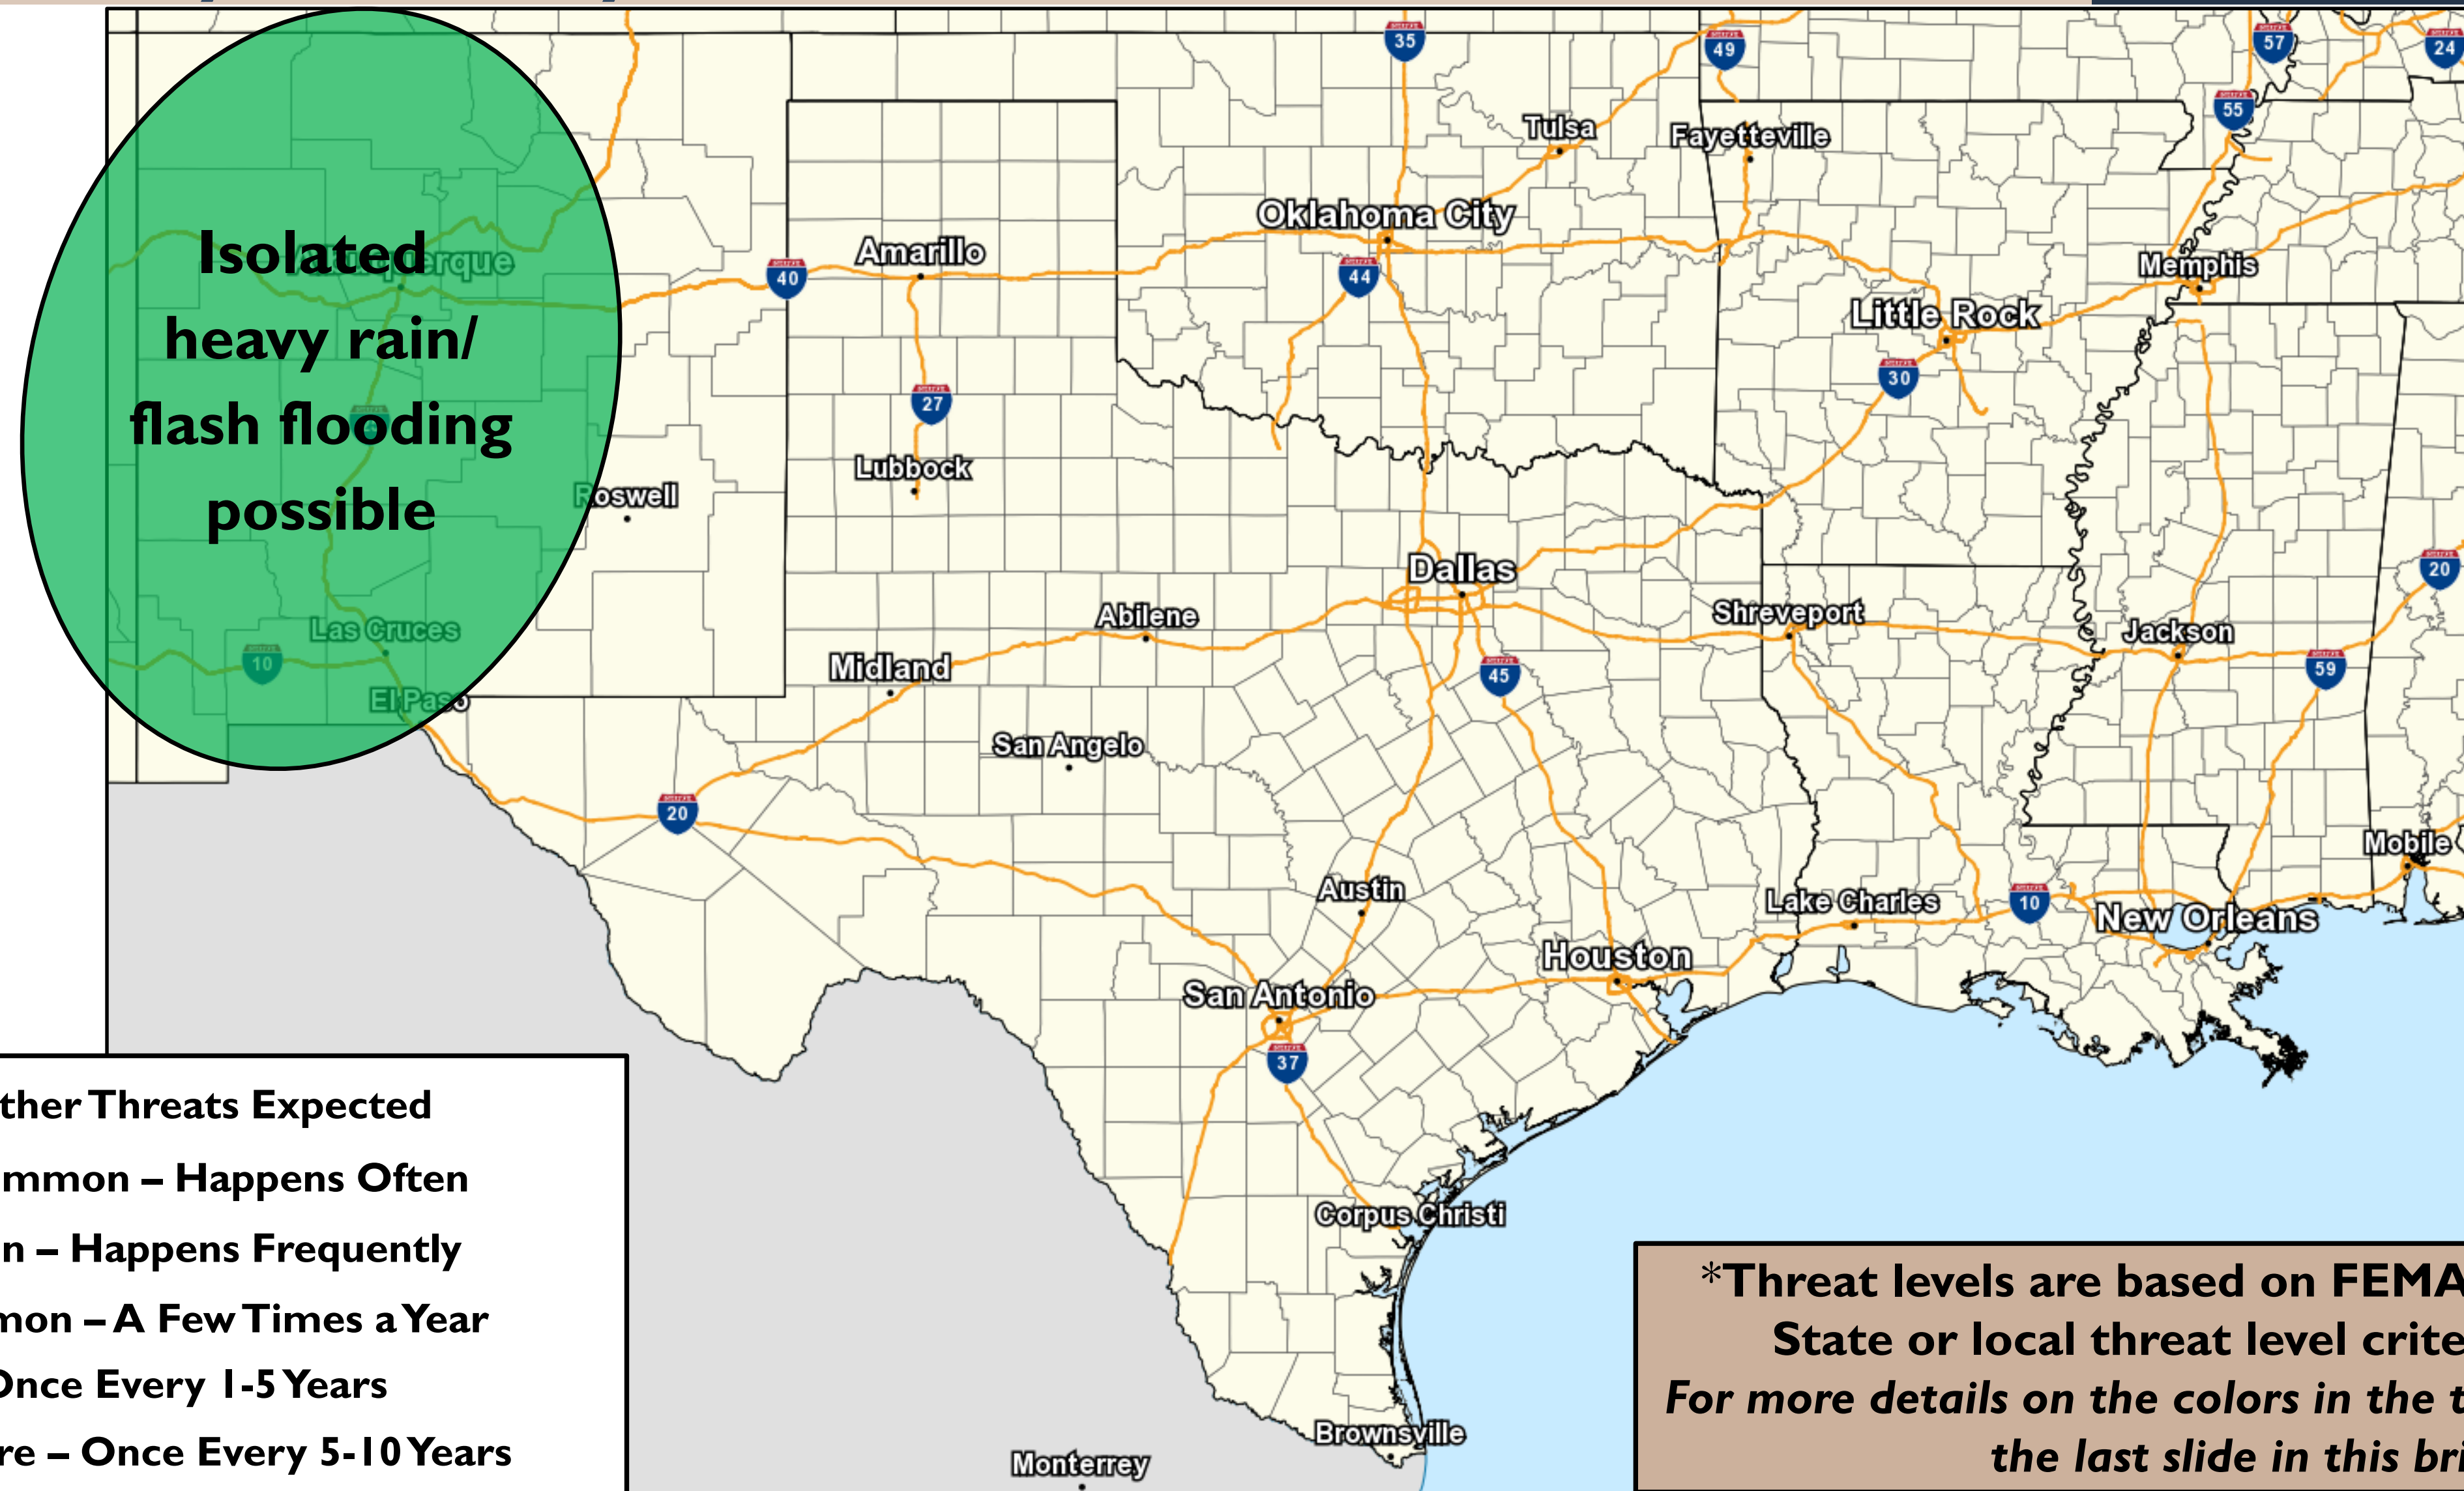 35
49
57
24
55
Tulsa
Fayetteville
Oklahoma City
Isolated
heavy rain/
flash flooding
possible
Albuquerque
Amarillo
40
44
Memphis
Little Rock
30
27
Lubbock
Roswell
Dallas
20
Abilene
Shreveport
Las Cruces
Jackson
10
Midland
45
59
El Paso
San Angelo
20
Mobile
Austin
Lake Charles
10
New Orleans
Houston
San Antonio
37
ther Threats Expected
mmon – Happens Often
n – Happens Frequently
mon – A Few Times a Year
Once Every 1-5 Years
re – Once Every 5-10 Years
Corpus Christi
Brownsville
Monterrey
*Threat levels are based on FEMA
State or local threat level crite
For more details on the colors in the t
the last slide in this bri